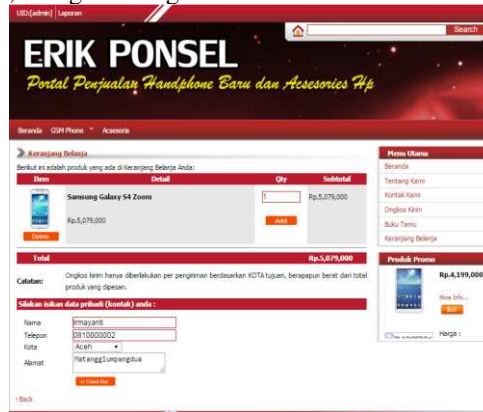 UID:[admin] Laporan
Search
ERIK PONSEL
Portal Penjualan Handphone Baru dan Acsesories Hp
Beranda GSM Phone Acsesoris
Keranjang Belanja
Berikut ini adalah produk yang ada di Keranjang Belanja Anda:
Item Detail Qty Subtotal
Samsung Galaxy S4 Zoom 1 Rp.5,079,000
Rp.5,079,000
Delete
Total Rp.5,079,000
Catatan: Ongkos kirim hanya diberlakukan per pengiriman berdasarkan KOTA tujuan, berapapun berat dari total
produk yang dipesan.
Silakan isikan data pribadi (kontak) anda :
Nama Irmayanti
Telepon 0810000002
Kota Aceh
Alamat Matangglumpangdua
Check Out
Back
Menu Utama
Beranda
Tentang Kami
Kontak Kami
Ongkos Kirim
Buku Tamu
Keranjang Belanja
Produk Promo
Rp.4,199,000
More Info...
Beli
Harga :